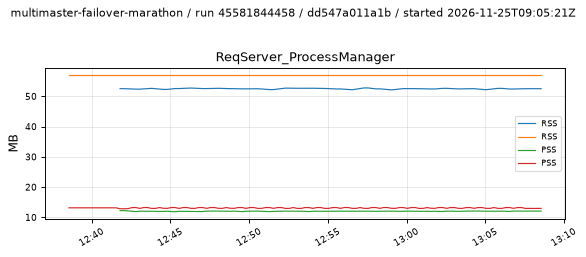 multimaster-failover-marathon / run 45581844458 / dd547a011a1b / started 2026-11-25T09:05:21Z
ReqServer_ProcessManager
MB
50
40
30
20
10
RSS
RSS
PSS
PSS
12:40
12:45
12:50
12:55
13:00
13:05
13:10